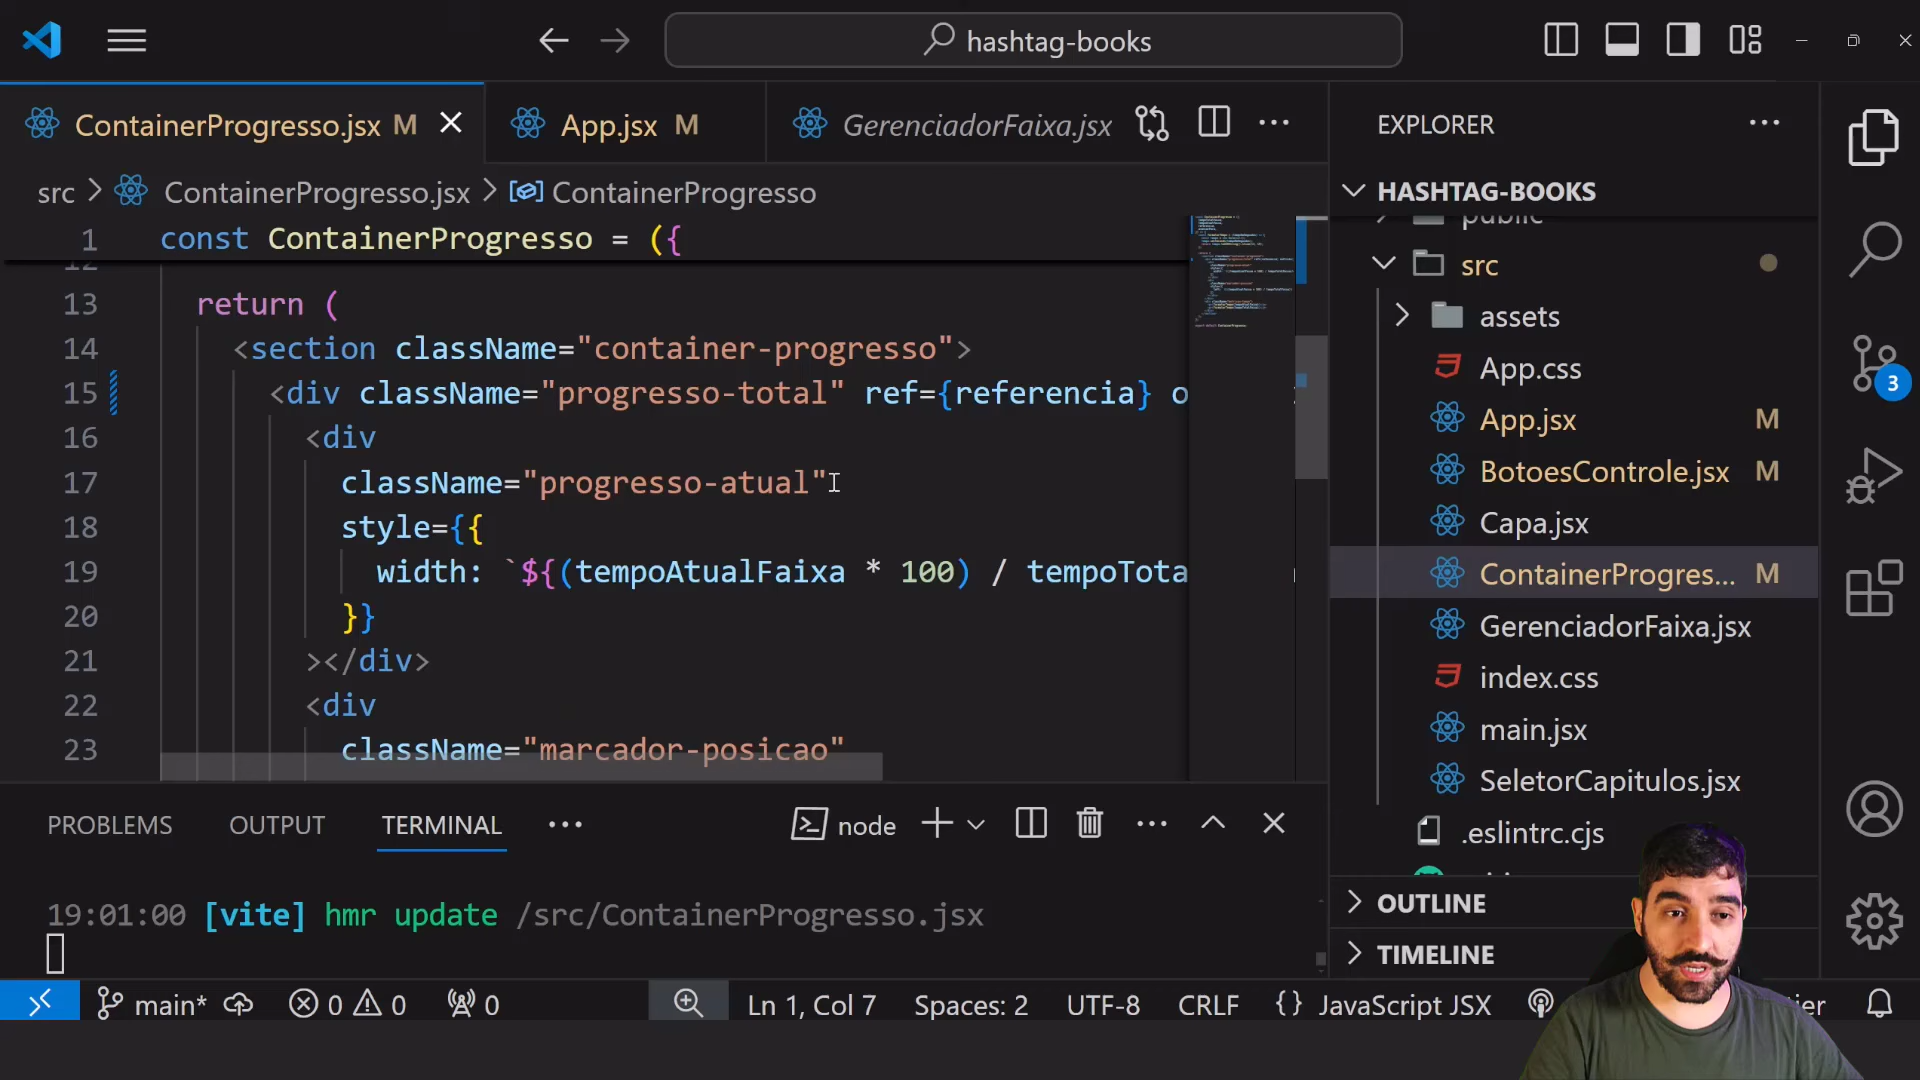 hashtag-books
ContainerProgresso.jsx M
App.jsx M
GerenciadorFaixa.jsx
EXPLORER
src > ContainerProgresso.jsx > ContainerProgresso
HASHTAG-BOOKS
1 const ContainerProgresso = ({
12
13 return (
14 <section className="container-progresso">
15 <div className="progresso-total" ref={referencia} o
16 <div
17 className="progresso-atual"
18 style={{
19 width: `${(tempoAtualFaixa * 100) / tempoTota
20 }}
21 ></div>
22 <div
23 className="marcador-posicao"
public
src
assets
App.css
App.jsx M
BotoesControle.jsx M
Capa.jsx
ContainerProgres... M
GerenciadorFaixa.jsx
index.css
main.jsx
SeletorCapitulos.jsx
.eslintrc.cjs
OUTLINE
TIMELINE
3
PROBLEMS OUTPUT TERMINAL
node
19:01:00 [vite] hmr update /src/ContainerProgresso.jsx
main* 0 0 0 Ln 1, Col 7 Spaces: 2 UTF-8 CRLF {} JavaScript JSX